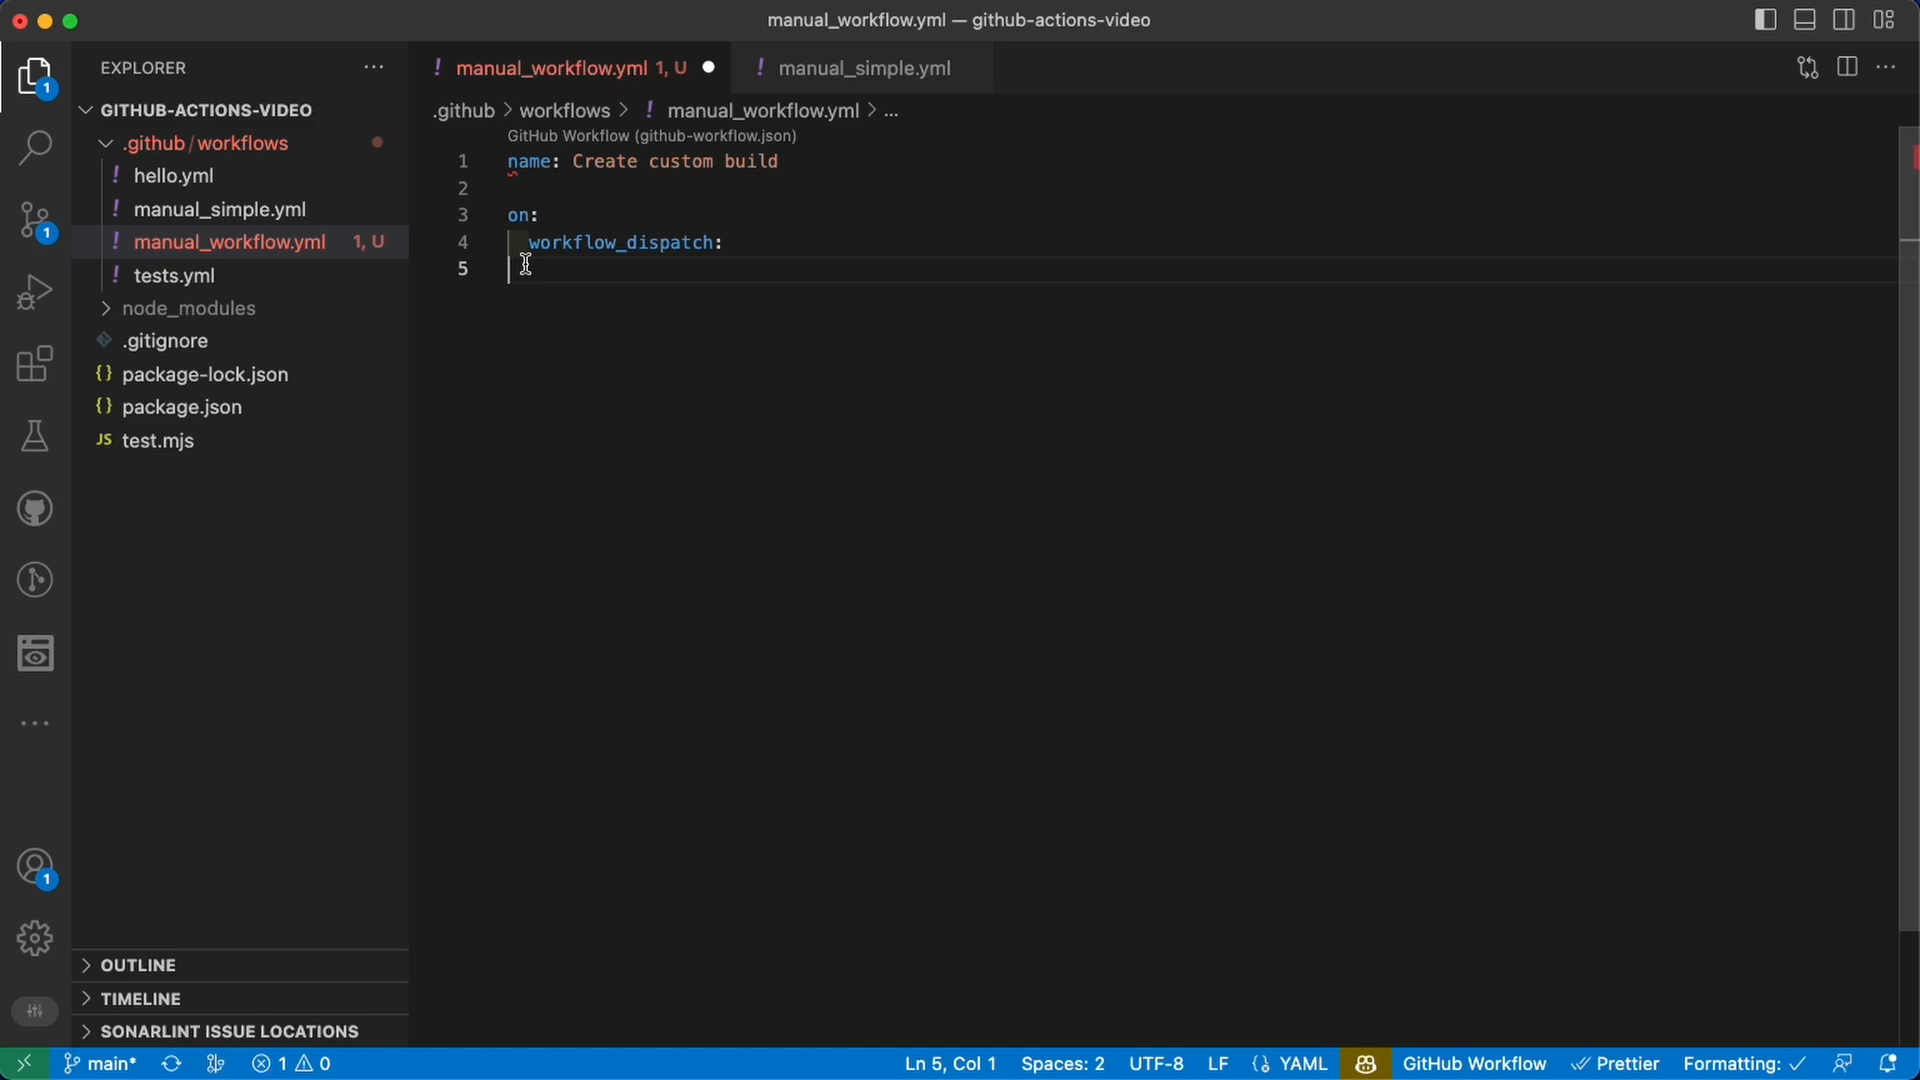 manual_workflow.yml — github-actions-video
EXPLORER
GITHUB-ACTIONS-VIDEO
.github / workflows
! hello.yml
! manual_simple.yml
! manual_workflow.yml 1, U
! tests.yml
node_modules
.gitignore
{} package-lock.json
{} package.json
JS test.mjs
OUTLINE
TIMELINE
SONARLINT ISSUE LOCATIONS
1
1
1
! manual_workflow.yml 1, U
! manual_simple.yml
.github > workflows > ! manual_workflow.yml > ...
GitHub Workflow (github-workflow.json)
1 name: Create custom build
2
3 on:
4 workflow_dispatch:
5
main* 1 0 Ln 5, Col 1 Spaces: 2 UTF-8 LF {} YAML GitHub Workflow Prettier Formatting: ✓